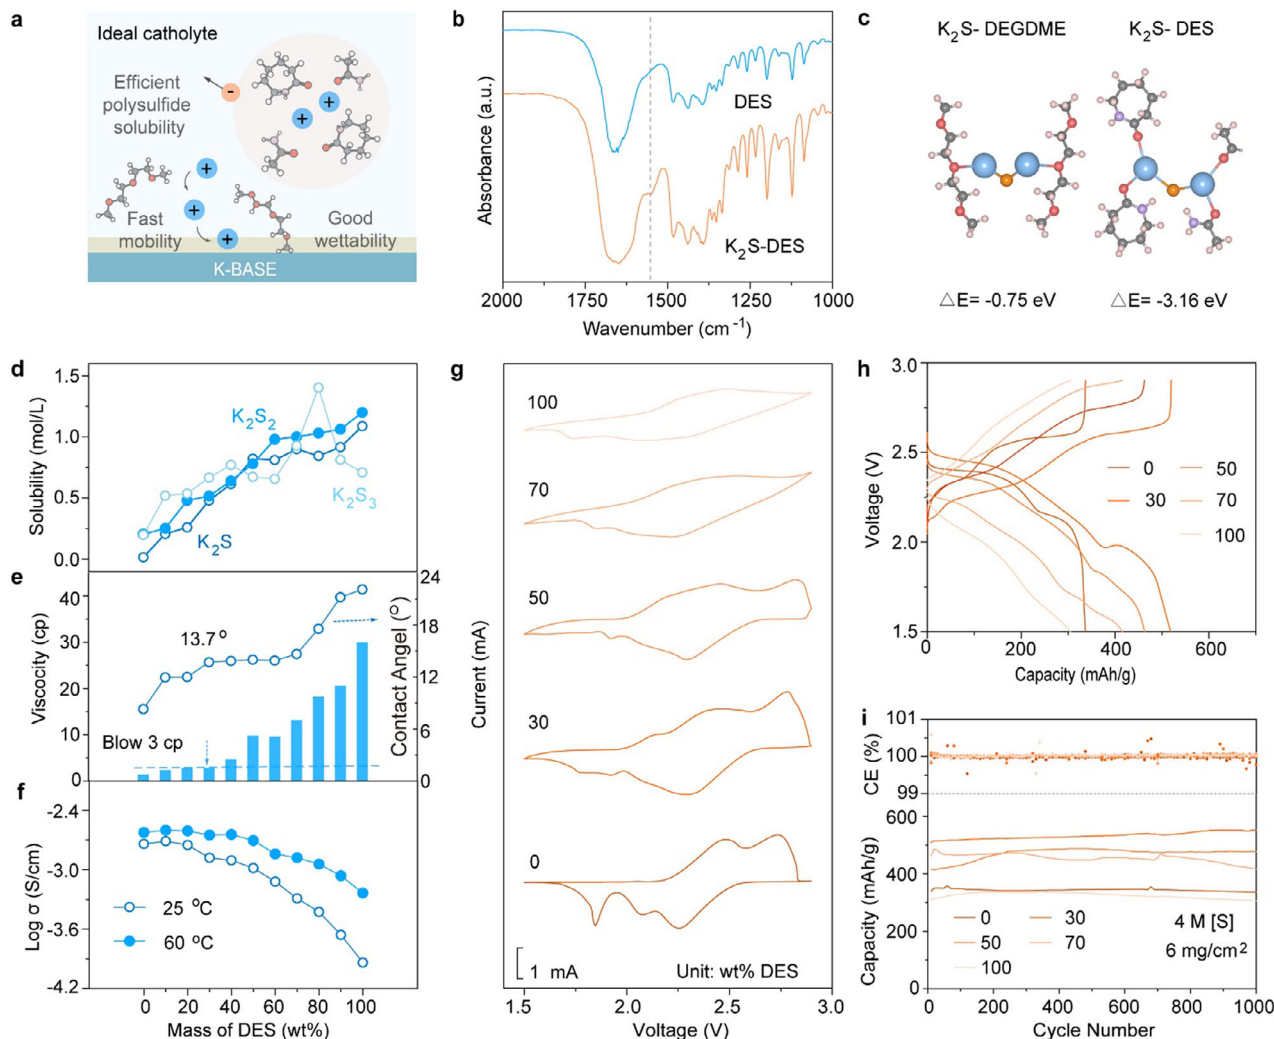 a
Ideal catholyte
Efficient
polysulfide
solubility
-
+
+
+
+
+
Fast
mobility
Good
wettability
K-BASE
b
Absorbance (a.u.)
DES
K₂S-DES
2000 1750 1500 1250 1000
Wavenumber (cm⁻¹)
c
K₂S- DEGDME
K₂S- DES
△E= -0.75 eV
△E= -3.16 eV
d
Solubility (mol/L)
1.5
1.0
0.5
0.0
K₂S₂
K₂S₃
K₂S
e
Viscocity (cp)
40
30
20
10
0
13.7 °
Blow 3 cp
24
18
12
6
0
Contact Angel (°)
f
Log σ (S/cm)
-2.4
-3.0
-3.6
-4.2
25 °C
60 °C
0 10 20 30 40 50 60 70 80 90 100
Mass of DES (wt%)
g
Current (mA)
100
70
50
30
0
1 mA
Unit: wt% DES
1.5 2.0 2.5 3.0
Voltage (V)
h
Voltage (V)
3.0
2.5
2.0
1.5
0 50
30 70
100
0 200 400 600
Capacity (mAh/g)
i
CE (%)
101
100
99
Capacity (mAh/g)
600
400
200
0
0 30
50 70
100
4 M [S]
6 mg/cm²
0 200 400 600 800 1000
Cycle Number